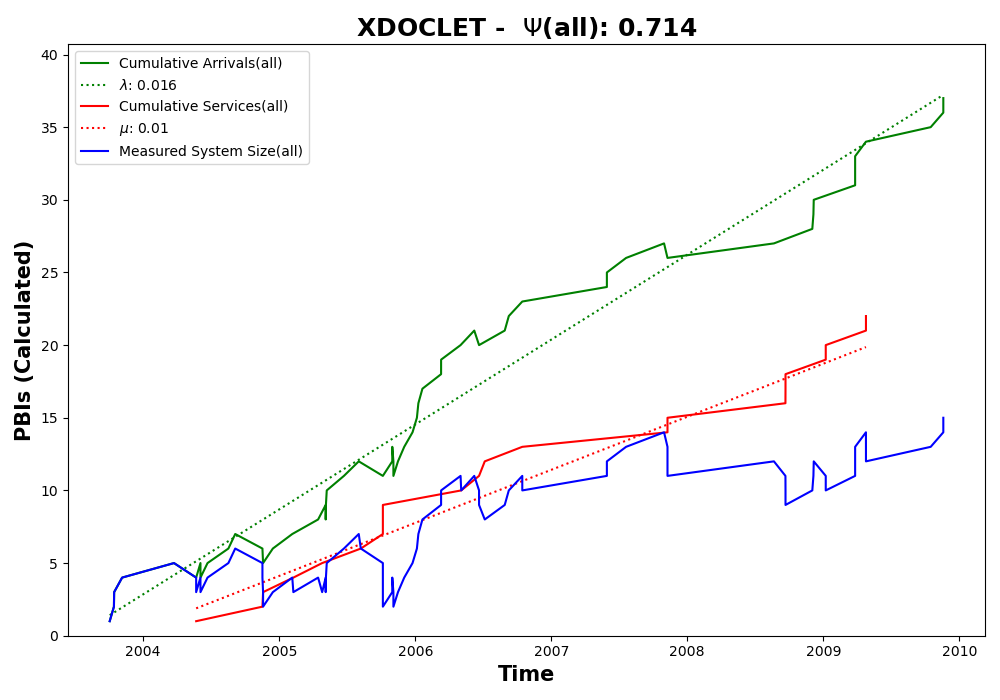 XDOCLET -  Ψ(all): 0.714
Cumulative Arrivals(all)
λ: 0.016
Cumulative Services(all)
μ: 0.01
Measured System Size(all)
PBIs (Calculated)
40
35
30
25
20
15
10
5
0
2004 2005 2006 2007 2008 2009 2010
Time